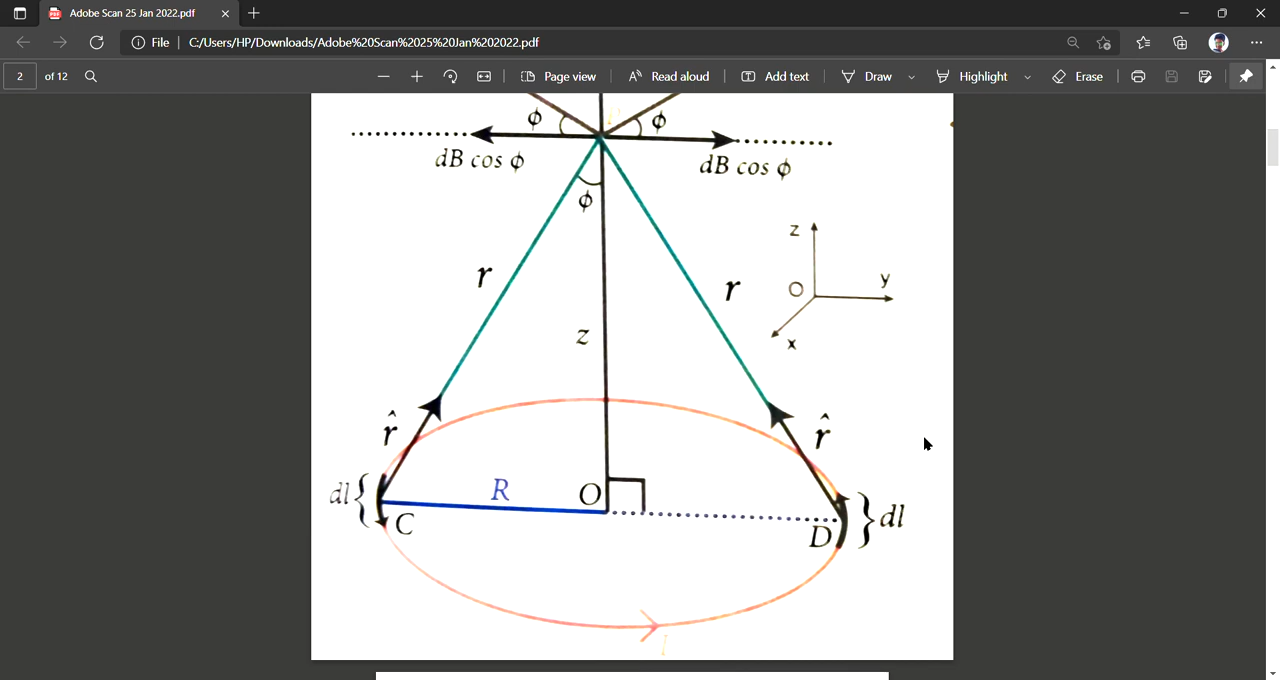 Adobe Scan 25 Jan 2022.pdf
File C:/Users/HP/Downloads/Adobe%20Scan%2025%20Jan%202022.pdf
2 of 12 Page view Read aloud Add text Draw Highlight Erase
ϕ ϕ
dB cos ϕ dB cos ϕ
ϕ
z
r r O y
z x
r̂ r̂
dl R O dl
C D